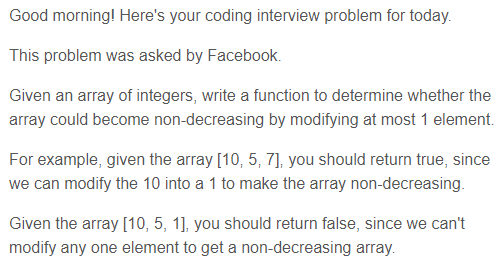 Good morning! Here's your coding interview problem for today.
This problem was asked by Facebook.
Given an array of integers, write a function to determine whether the
array could become non-decreasing by modifying at most 1 element.
For example, given the array [10, 5, 7], you should return true, since
we can modify the 10 into a 1 to make the array non-decreasing.
Given the array [10, 5, 1], you should return false, since we can't
modify any one element to get a non-decreasing array.